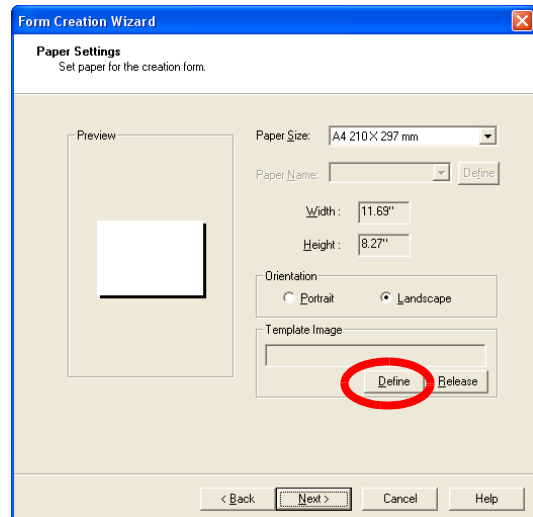 Form Creation Wizard
Paper Settings
Set paper for the creation form.
Preview
Paper Size: A4 210 X 297 mm
Paper Name: Define
Width : 11.69"
Height : 8.27"
Orientation
Portrait Landscape
Template Image
Define Release
< Back Next > Cancel Help